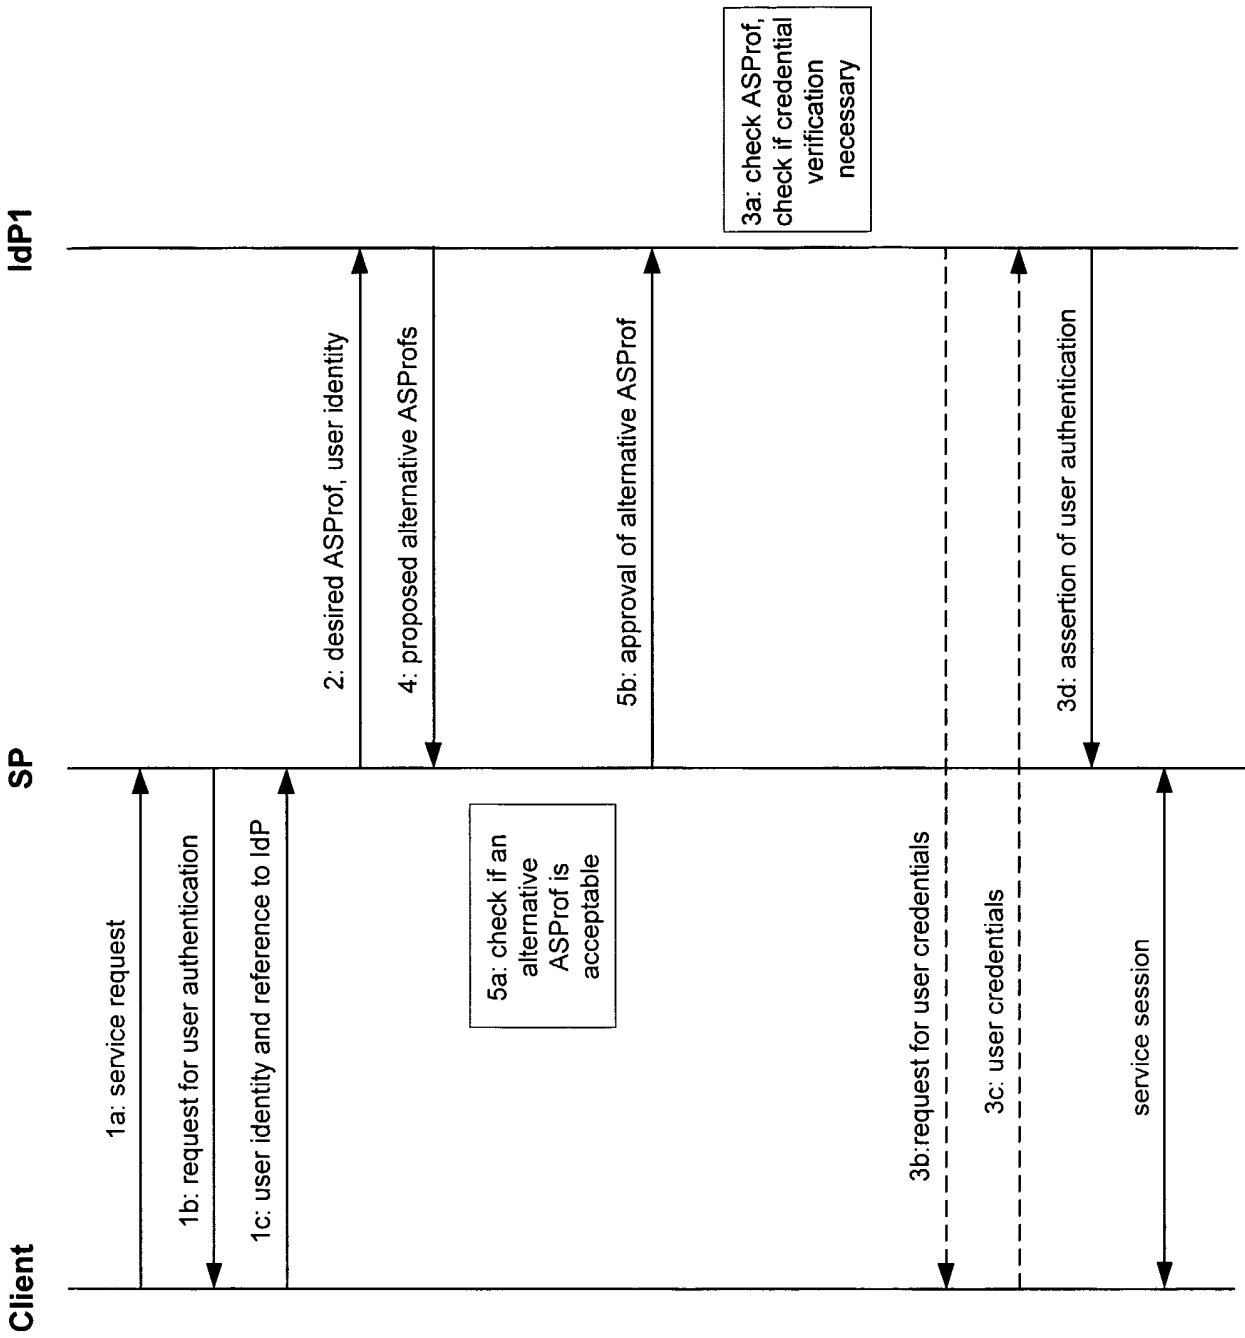 Client
SP
IdP1
1a: service request
1b: request for user authentication
1c: user identity and reference to IdP
2: desired ASProf, user identity
4: proposed alternative ASProfs
5a: check if an
alternative
ASProf is
acceptable
5b: approval of alternative ASProf
3a: check ASProf,
check if credential
verification
necessary
3b:request for user credentials
3c: user credentials
3d: assertion of user authentication
service session